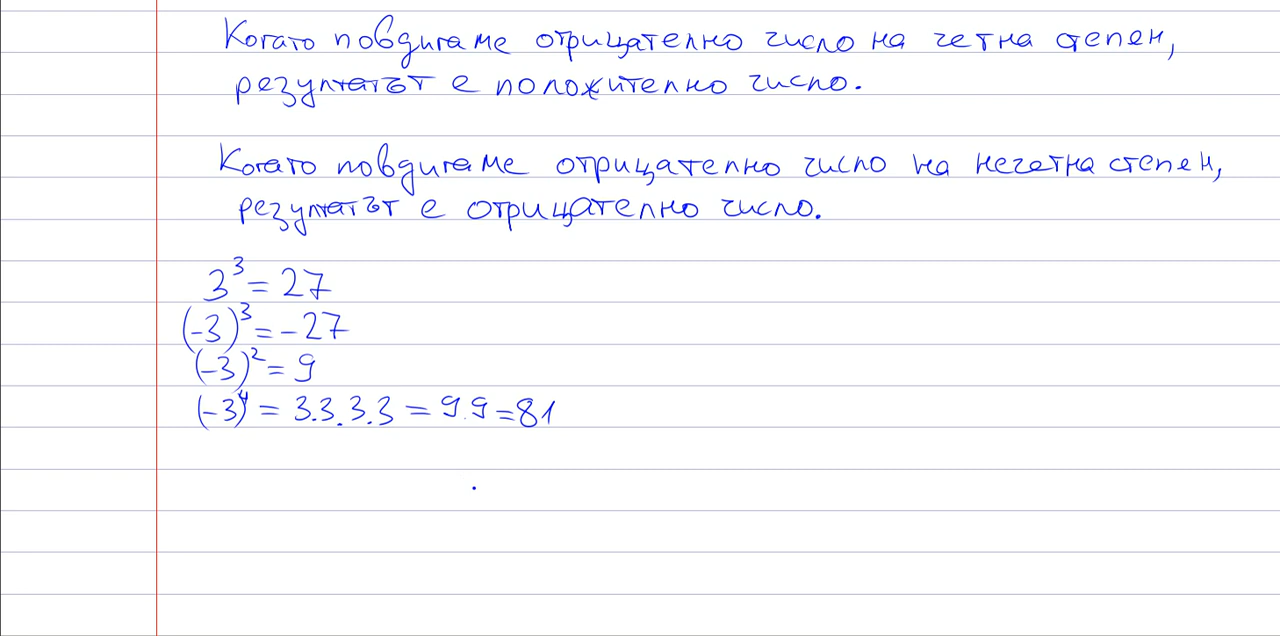 Когато повдигаме отрицателно число на четна степен,
резултатът е положително число.
Когато повдигаме отрицателно число на нечетна степен,
резултатът е отрицателно число.
3³ = 27
(-3)³ = -27
(-3)² = 9
(-3)⁴ = 3.3.3.3 = 9.9 = 81